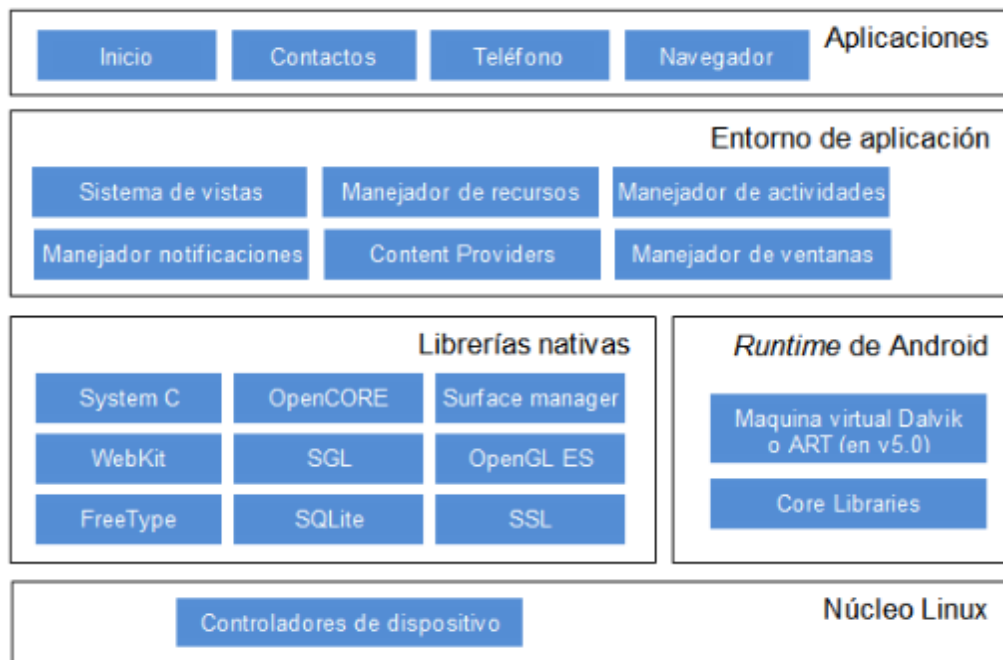 Aplicaciones
Inicio
Contactos
Teléfono
Navegador
Entorno de aplicación
Sistema de vistas
Manejador de recursos
Manejador de actividades
Manejador notificaciones
Content Providers
Manejador de ventanas
Librerías nativas
System C
OpenCORE
Surface manager
WebKit
SGL
OpenGL ES
FreeType
SQLite
SSL
Runtime de Android
Maquina virtual Dalvik
o ART (en v5.0)
Core Libraries
Núcleo Linux
Controladores de dispositivo